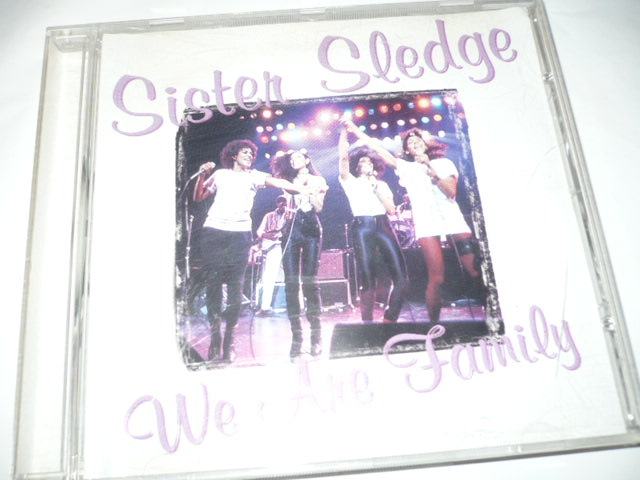 Sister Sledge
We Are Family